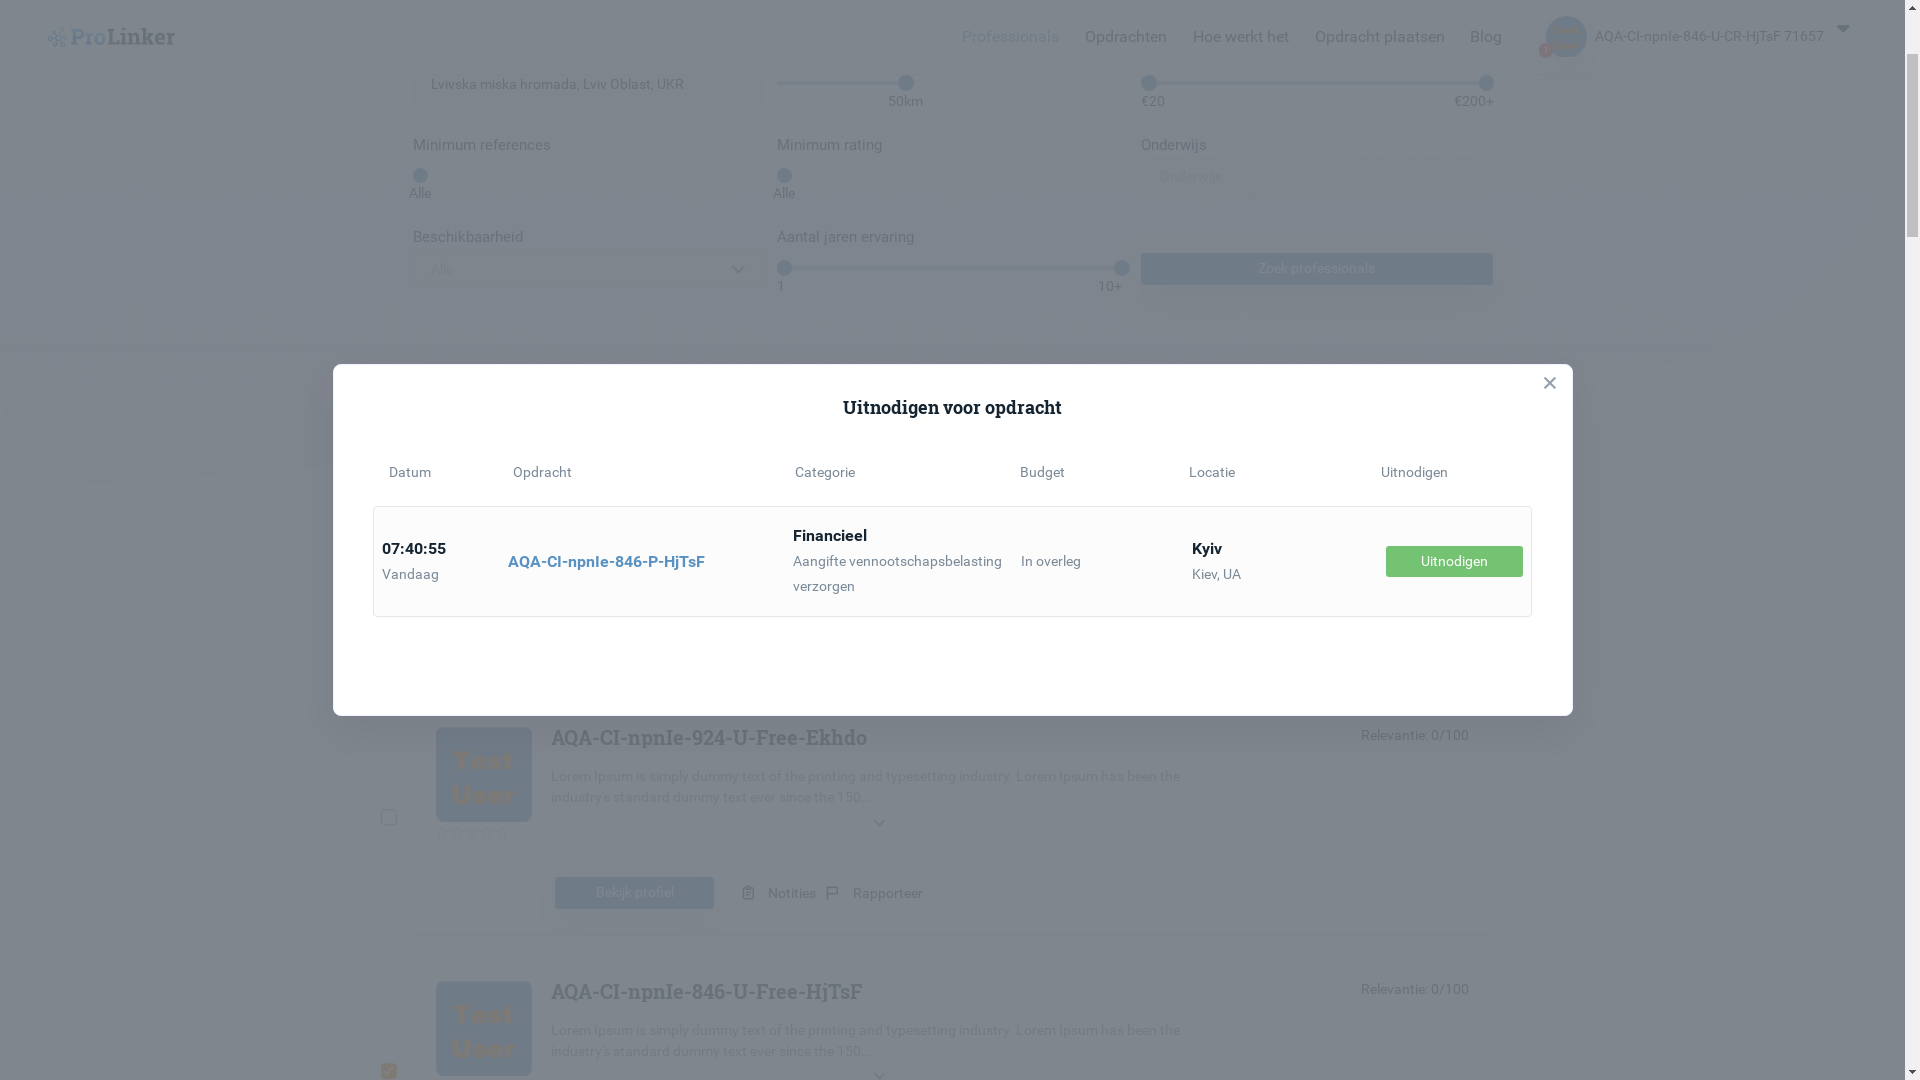 ProLinker
Professionals Opdrachten Hoe werkt het Opdracht plaatsen Blog AQA-CI-npnIe-846-U-CR-HjTsF 71657
1
Lvivska miska hromada, Lviv Oblast, UKR
50km €20 €200+
Minimum references Minimum rating Onderwijs
Onderwijs
Alle Alle
Beschikbaarheid Aantal jaren ervaring
Alle Zoek professionals
1 10+
Uitnodigen voor opdracht
Datum Opdracht Categorie Budget Locatie Uitnodigen
07:40:55
Vandaag
AQA-CI-npnIe-846-P-HjTsF
Financieel
Aangifte vennootschapsbelasting
verzorgen
In overleg
Kyiv
Kiev, UA
Uitnodigen
AQA-CI-npnIe-924-U-Free-Ekhdo
Relevantie: 0/100
Test
User
Lorem Ipsum is simply dummy text of the printing and typesetting industry. Lorem Ipsum has been the
industry's standard dummy text ever since the 150...
Bekijk profiel Notities Rapporteer
AQA-CI-npnIe-846-U-Free-HjTsF
Relevantie: 0/100
Test
User
Lorem Ipsum is simply dummy text of the printing and typesetting industry. Lorem Ipsum has been the
industry's standard dummy text ever since the 150...